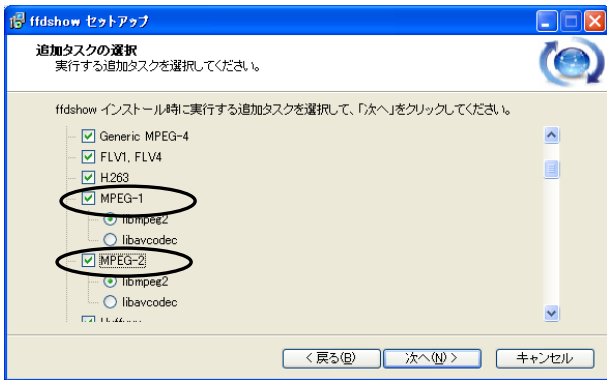 ffdshow セットアップ
追加タスクの選択
実行する追加タスクを選択してください。
ffdshow インストール時に実行する追加タスクを選択して、「次へ」をクリックしてください。
Generic MPEG-4
FLV1, FLV4
H.263
MPEG-1
libmpeg2
libavcodec
MPEG-2
libmpeg2
libavcodec
< 戻る(B)
次へ(N) >
キャンセル